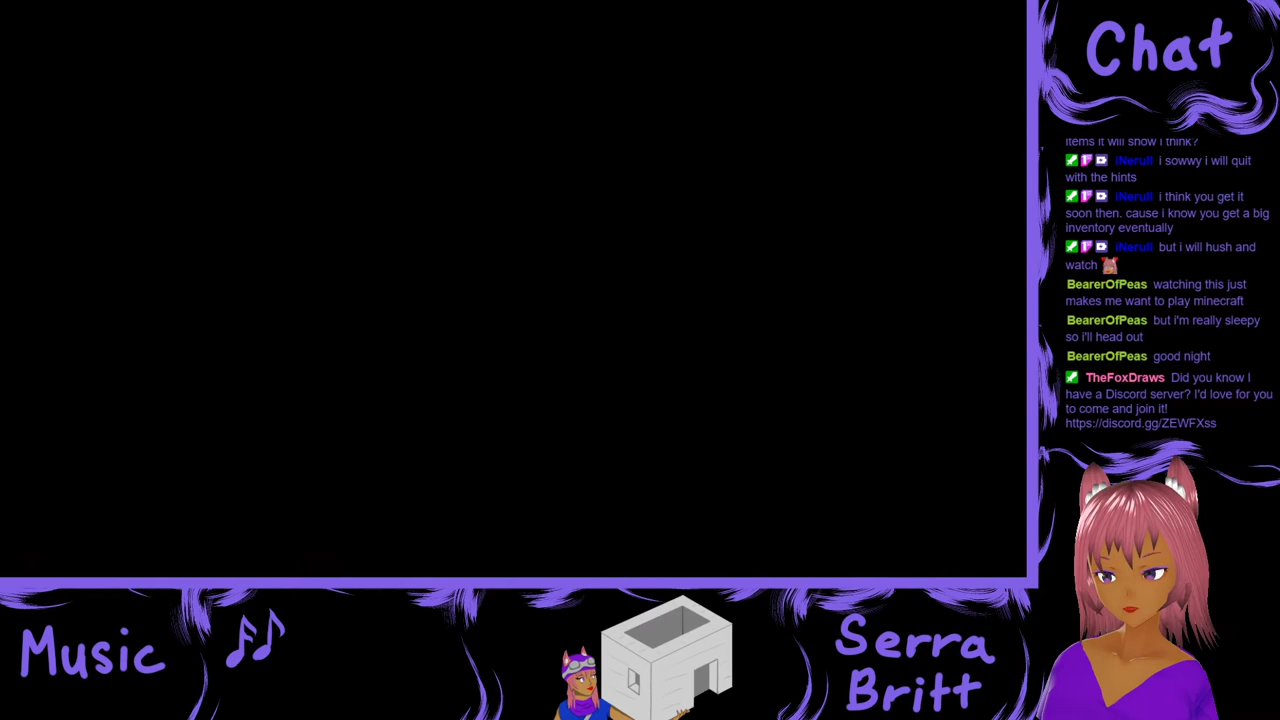 Chat
items it will show i think?
iNerull i sowwy i will quit
with the hints
iNerull i think you get it
soon then. cause i know you get a big
inventory eventually
iNerull but i will hush and
watch
BearerOfPeas watching this just
makes me want to play minecraft
BearerOfPeas but i'm really sleepy
so i'll head out
BearerOfPeas good night
TheFoxDraws Did you know I
have a Discord server? I'd love for you
to come and join it!
https://discord.gg/ZEWFXss
Music
Serra
Britt